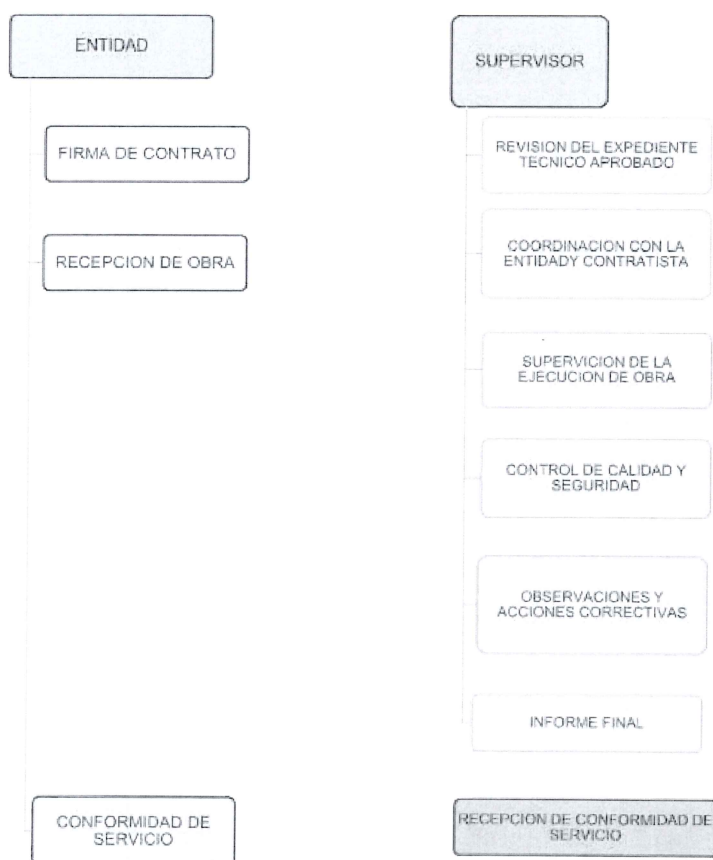 ENTIDAD
FIRMA DE CONTRATO
RECEPCION DE OBRA
CONFORMIDAD DE
SERVICIO
SUPERVISOR
REVISION DEL EXPEDIENTE
TECNICO APROBADO
COORDINACION CON LA
ENTIDADY CONTRATISTA
SUPERVICION DE LA
EJECUCION DE OBRA
CONTROL DE CALIDAD Y
SEGURIDAD
OBSERVACIONES Y
ACCIONES CORRECTIVAS
INFORME FINAL
RECEPCION DE CONFORMIDAD DE
SERVICIO